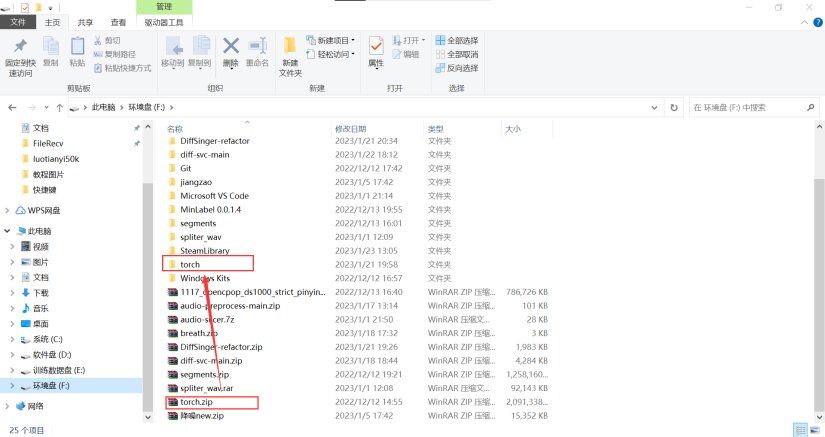 管理
文件 主页 共享 查看 驱动器工具
固定到快速访问 复制 粘贴 剪切 复制路径 粘贴快捷方式 移动到 复制到 删除 重命名 新建文件夹 新建项目 轻松访问 属性 打开 编辑 全部选择 全部取消 反向选择
剪贴板 组织 新建 打开 选择
此电脑 > 环境盘 (F:) > 在 环境盘 (F:) 中搜索
文档
FileRecv
luotianyi50k
教程图片
快捷键
WPS网盘
此电脑
视频
图片
文档
下载
音乐
桌面
系统 (C:)
软件盘 (D:)
训练数据盘 (E:)
环境盘 (F:)
网络
名称 修改日期 类型 大小
DiffSinger-refactor 2023/1/21 20:34 文件夹
diff-svc-main 2023/1/22 18:12 文件夹
Git 2022/12/12 17:42 文件夹
jiangzao 2023/1/5 17:42 文件夹
Microsoft VS Code 2023/1/1 21:14 文件夹
MinLabel 0.0.1.4 2022/12/13 19:55 文件夹
segments 2022/12/13 16:01 文件夹
spliter_wav 2023/1/1 12:09 文件夹
SteamLibrary 2023/1/23 13:05 文件夹
torch 2023/1/21 19:58 文件夹
Windows Kits 2022/12/12 16:57 文件夹
1117_opencpop_ds1000_strict_pinyin... 2022/12/13 16:40 WinRAR ZIP 压缩... 786,726 KB
audio-preprocess-main.zip 2023/1/17 13:14 WinRAR ZIP 压缩... 101 KB
audio-slicer.7z 2023/1/1 21:50 WinRAR 压缩文... 28 KB
breath.zip 2023/1/18 17:32 WinRAR ZIP 压缩... 3 KB
DiffSinger-refactor.zip 2023/1/21 19:26 WinRAR ZIP 压缩... 1,983 KB
diff-svc-main.zip 2023/1/18 18:44 WinRAR ZIP 压缩... 4,284 KB
segments.zip 2022/12/12 19:21 WinRAR ZIP 压缩... 1,258,160...
spliter_wav.rar 2023/1/1 12:08 WinRAR 压缩文... 92,143 KB
torch.zip 2022/12/12 14:55 WinRAR ZIP 压缩... 2,091,338...
降噪new.zip 2023/1/5 17:42 WinRAR ZIP 压缩... 15,352 KB
25 个项目